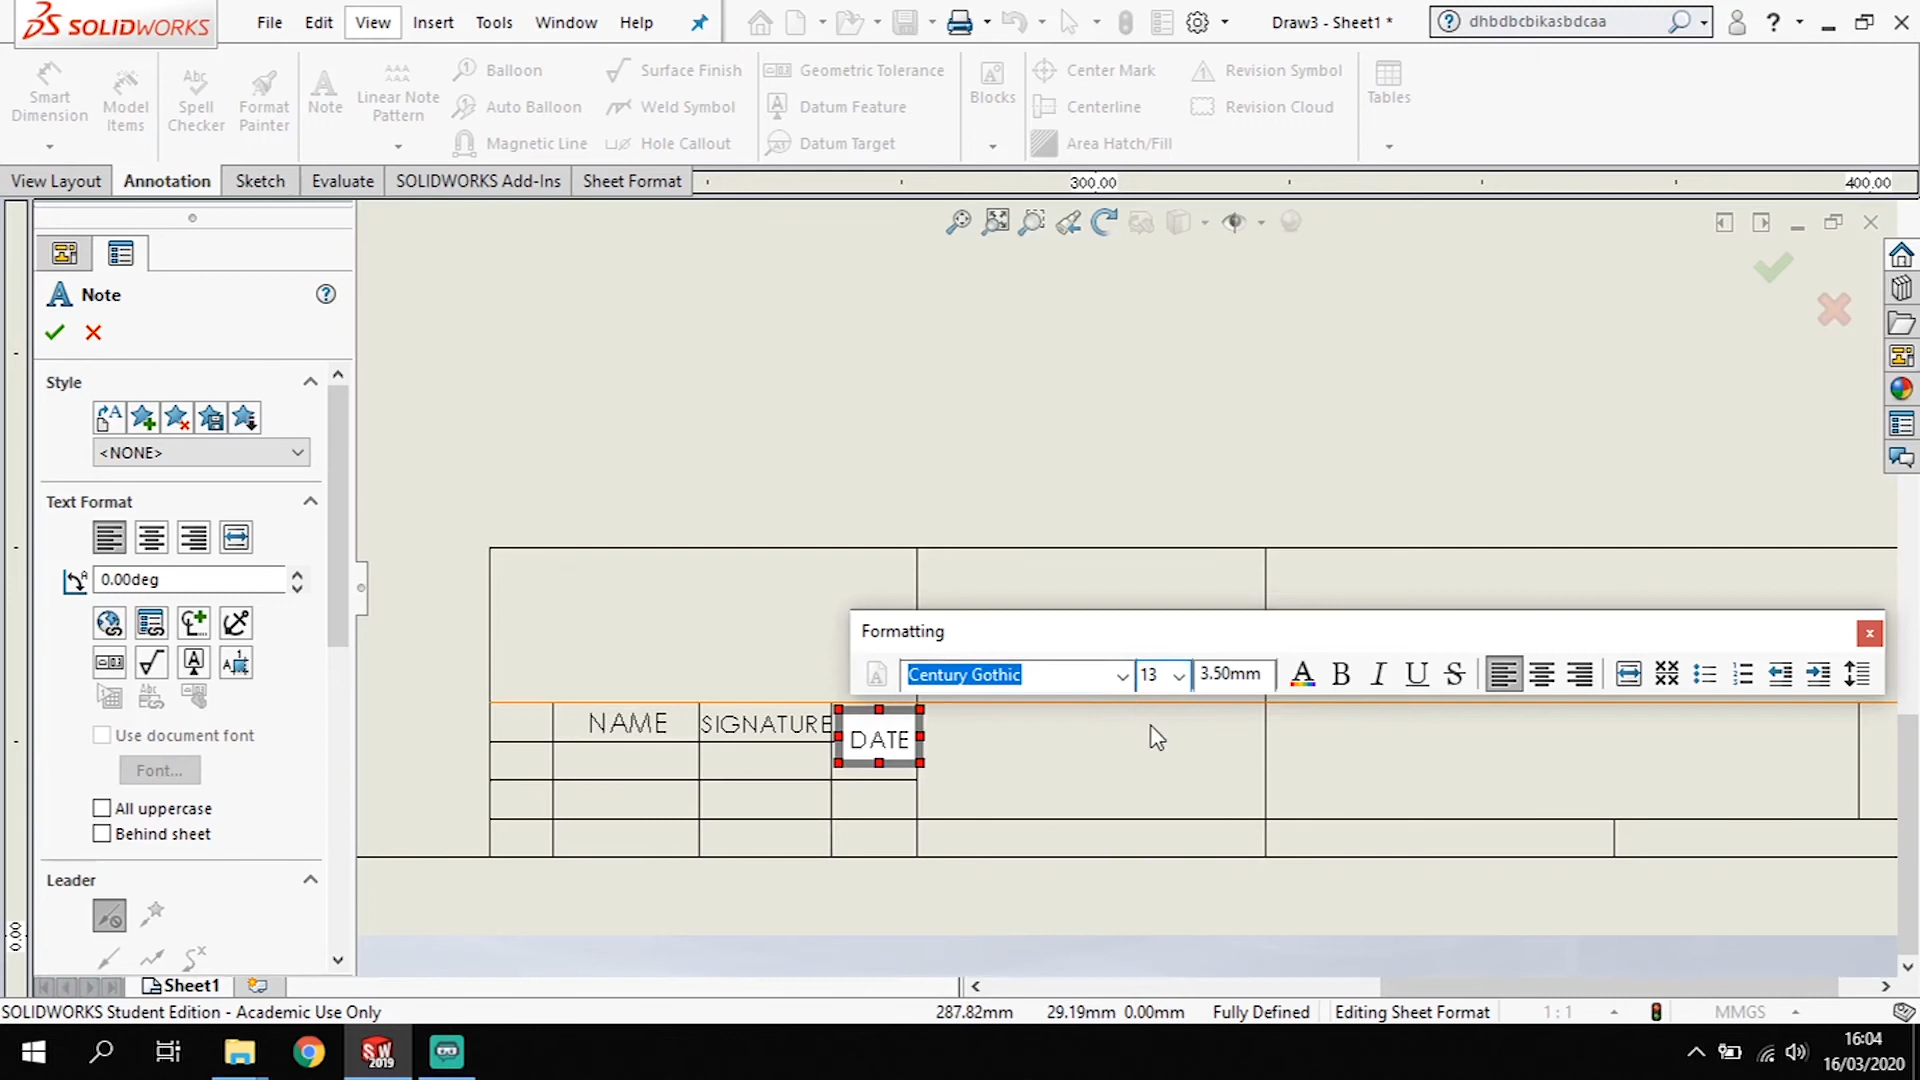 SOLIDWORKS
File
Edit
View
Insert
Tools
Window
Help
Draw3 - Sheet1 *
dhbdbcbikasbdcaa
?
Smart Dimension
Model Items
Abc
Spell Checker
Format Painter
Note
Linear Note Pattern
Balloon
Auto Balloon
Magnetic Line
Surface Finish
Weld Symbol
Hole Callout
Geometric Tolerance
Datum Feature
Datum Target
Blocks
Center Mark
Centerline
Area Hatch/Fill
Revision Symbol
Revision Cloud
Tables
View Layout
Annotation
Sketch
Evaluate
SOLIDWORKS Add-Ins
Sheet Format
300.00
400.00
Note
Style
<NONE>
Text Format
0.00deg
Use document font
Font...
All uppercase
Behind sheet
Leader
Formatting
Century Gothic
13
3.50mm
NAME
SIGNATURE
DATE
0.00
Sheet1
SOLIDWORKS Student Edition - Academic Use Only
287.82mm
29.19mm
0.00mm
Fully Defined
Editing Sheet Format
1 : 1
MMGS
SW 2019
16:04
16/03/2020